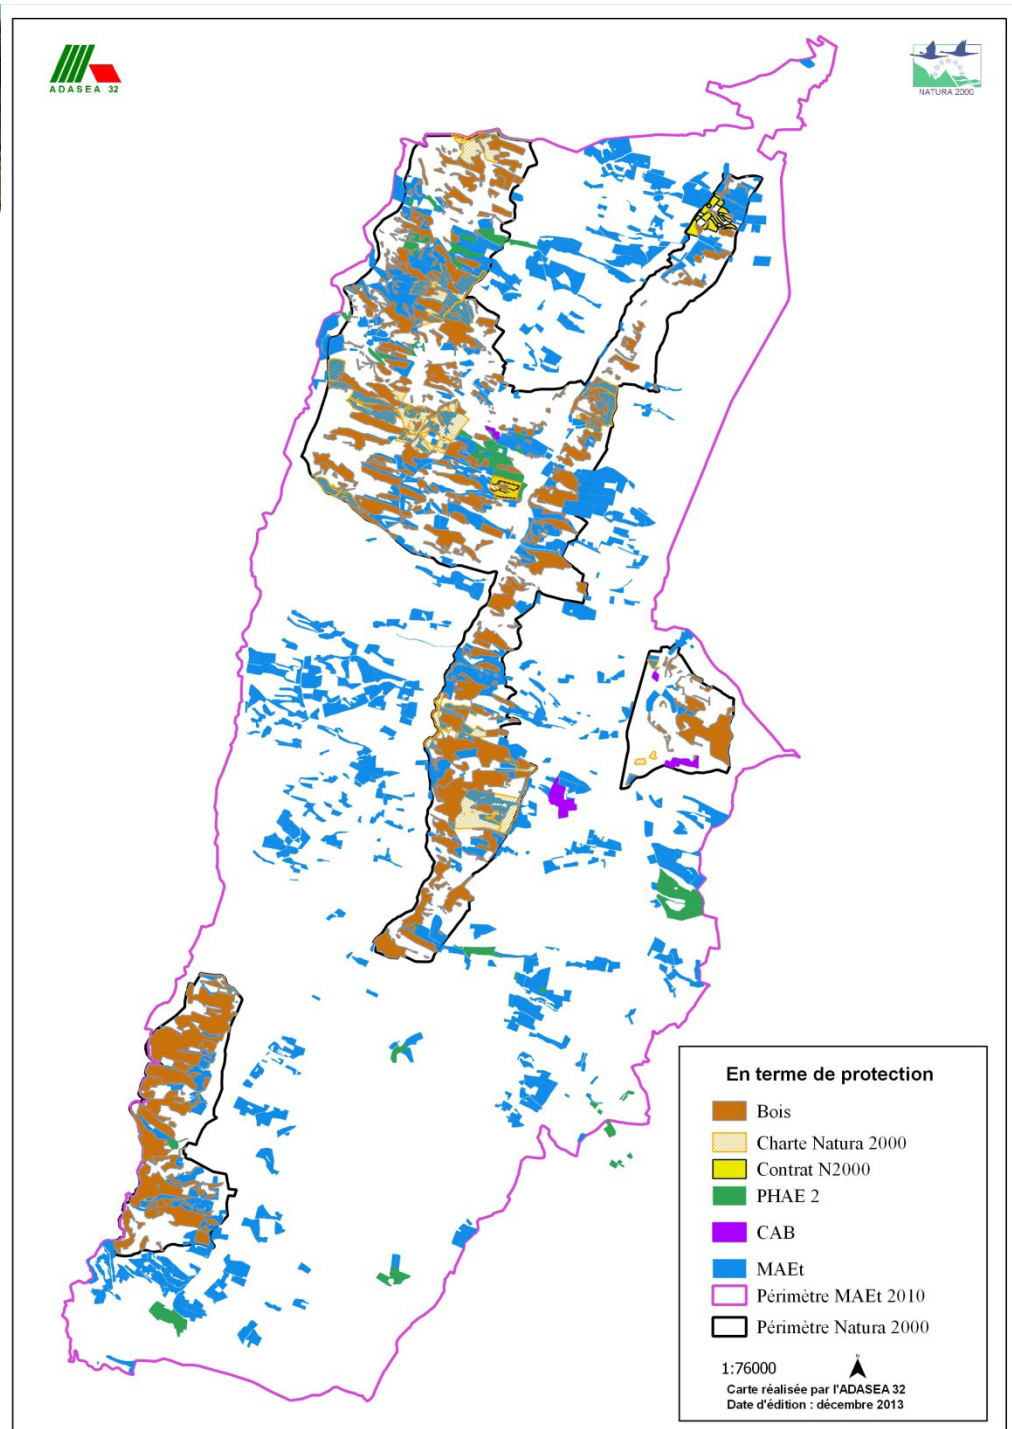 ADASEA 32
NATURA 2000
En terme de protection
Bois
Charte Natura 2000
Contrat N2000
PHAE 2
CAB
MAEt
Périmètre MAEt 2010
Périmètre Natura 2000
N
1:76000
Carte réalisée par l'ADASEA 32
Date d'édition : décembre 2013